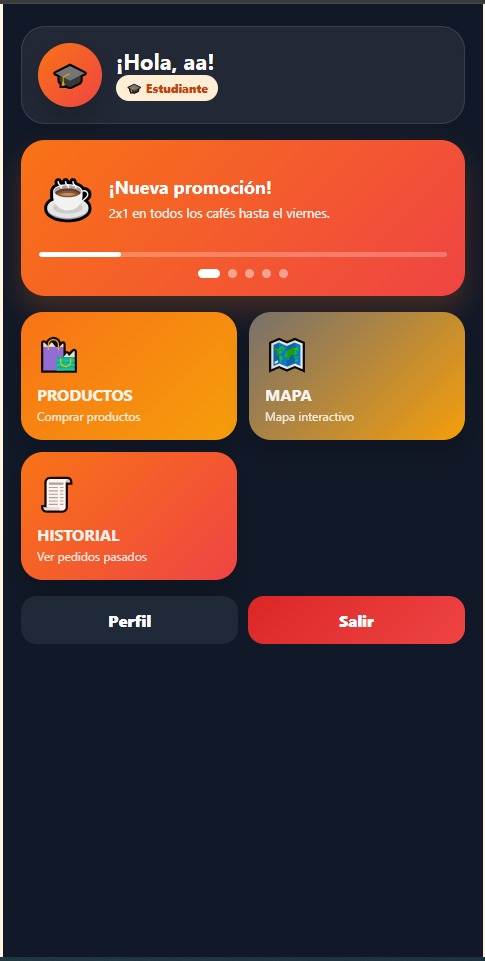 ¡Hola, aa!
Estudiante
¡Nueva promoción!
2x1 en todos los cafés hasta el viernes.
PRODUCTOS
Comprar productos
MAPA
Mapa interactivo
HISTORIAL
Ver pedidos pasados
Perfil
Salir